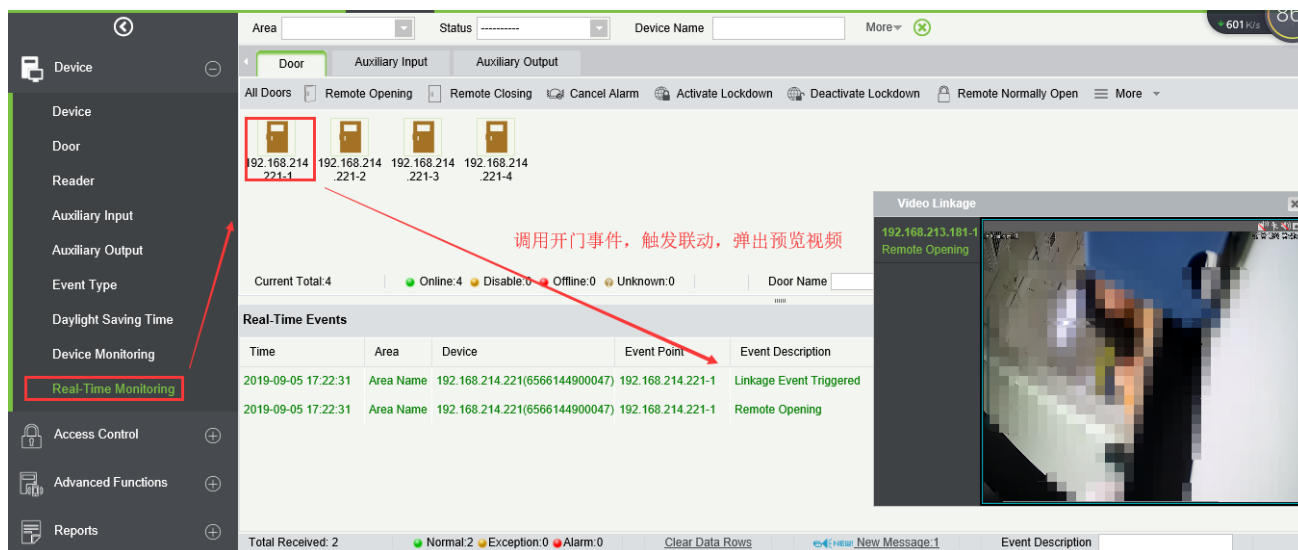 Area
Status ----------
Device Name
More
601 K/s
Device
Door
Auxiliary Input
Auxiliary Output
All Doors
Remote Opening
Remote Closing
Cancel Alarm
Activate Lockdown
Deactivate Lockdown
Remote Normally Open
More
Device
Door
Reader
Auxiliary Input
Auxiliary Output
Event Type
Daylight Saving Time
Device Monitoring
Real-Time Monitoring
Access Control
Advanced Functions
Reports
192.168.214
.221-1
192.168.214
.221-2
192.168.214
.221-3
192.168.214
.221-4
调用开门事件，触发联动，弹出预览视频
Video Linkage
192.168.213.181-1
Remote Opening
Current Total:4
Online:4
Disable:0
Offline:0
Unknown:0
Door Name
Real-Time Events
Time Area Device Event Point Event Description
2019-09-05 17:22:31 Area Name 192.168.214.221(6566144900047) 192.168.214.221-1 Linkage Event Triggered
2019-09-05 17:22:31 Area Name 192.168.214.221(6566144900047) 192.168.214.221-1 Remote Opening
Total Received: 2
Normal:2
Exception:0
Alarm:0
Clear Data Rows
NEW!
New Message:1
Event Description